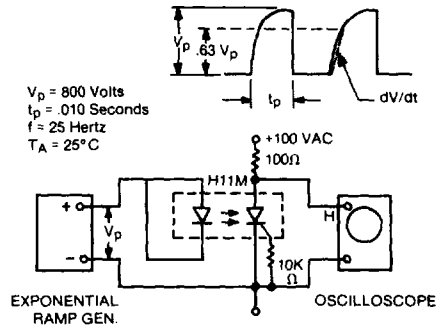 Vp
.63 Vp
tp
dV/dt
Vp = 800 Volts
tp = .010 Seconds
f = 25 Hertz
TA = 25°C
+100 VAC
100Ω
H11M
+
Vp
−
H
10K
Ω
EXPONENTIAL
RAMP GEN.
OSCILLOSCOPE